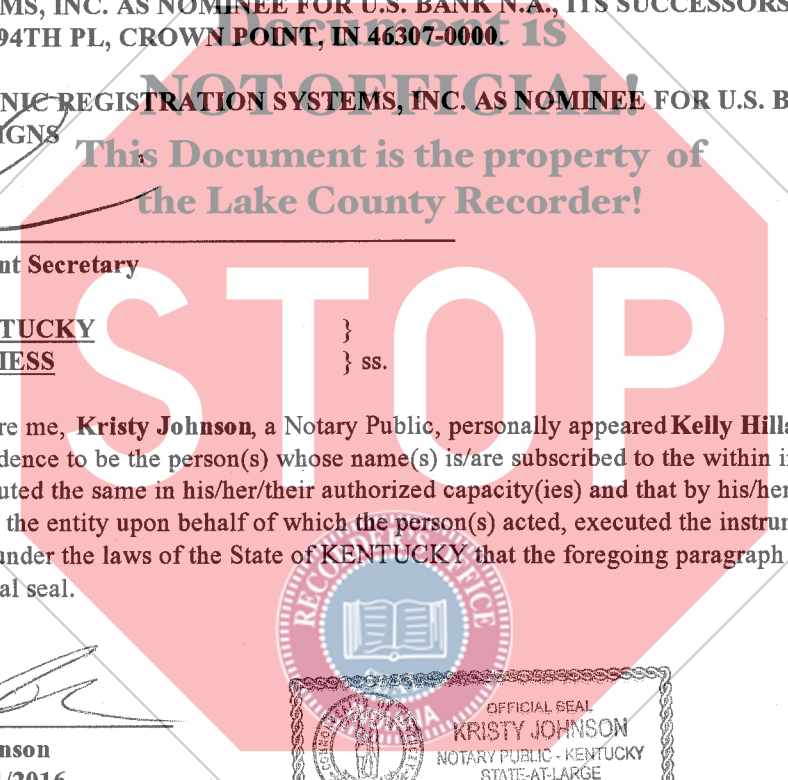 MS, INC. AS NOMINEE FOR U.S. BANK N.A., ITS SUCCESSORS
Document is
94TH PL, CROWN POINT, IN 46307-0000.
NOT OFFICIAL!
NIC REGISTRATION SYSTEMS, INC. AS NOMINEE FOR U.S. B
IGNS
This Document is the property of
the Lake County Recorder!
nt Secretary
STOP
TUCKY }
IESS } ss.
re me, Kristy Johnson, a Notary Public, personally appeared Kelly Hilla
dence to be the person(s) whose name(s) is/are subscribed to the within i
uted the same in his/her/their authorized capacity(ies) and that by his/her
the entity upon behalf of which the person(s) acted, executed the instru
under the laws of the State of KENTUCKY that the foregoing paragraph
al seal.
RECORDER'S OFFICE
INDIANA
OFFICIAL SEAL
KRISTY JOHNSON
NOTARY PUBLIC - KENTUCKY
STATE-AT-LARGE
nson
/2016